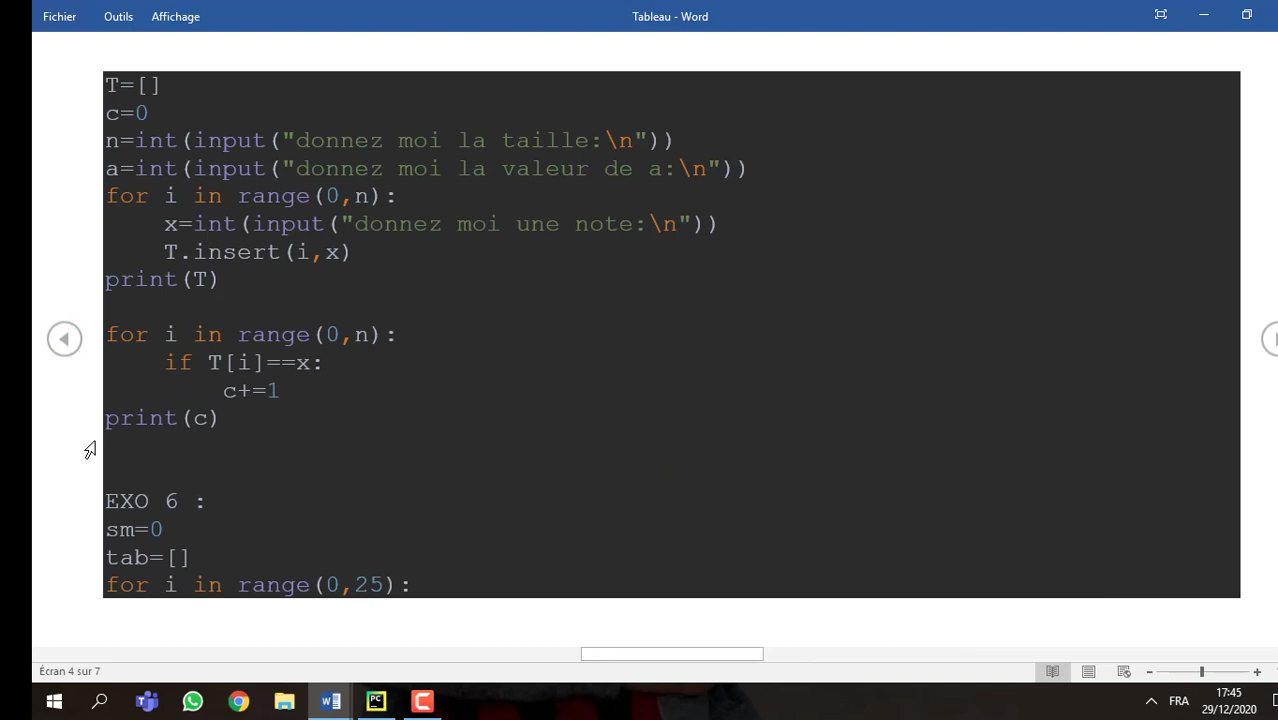 Fichier Outils Affichage Tableau - Word
T=[]
c=0
n=int(input("donnez moi la taille:\n"))
a=int(input("donnez moi la valeur de a:\n"))
for i in range(0,n):
    x=int(input("donnez moi une note:\n"))
    T.insert(i,x)
print(T)
for i in range(0,n):
    if T[i]==x:
        c+=1
print(c)
EXO 6 :
sm=0
tab=[]
for i in range(0,25):
Écran 4 sur 7
PC
W
FRA
17:45
29/12/2020